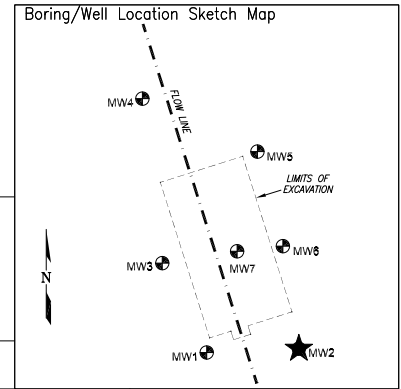 Boring/Well Location Sketch Map
MW4
FLOW LINE
MW5
LIMITS OF
EXCAVATION
MW6
MW3
MW7
N
MW1
MW2